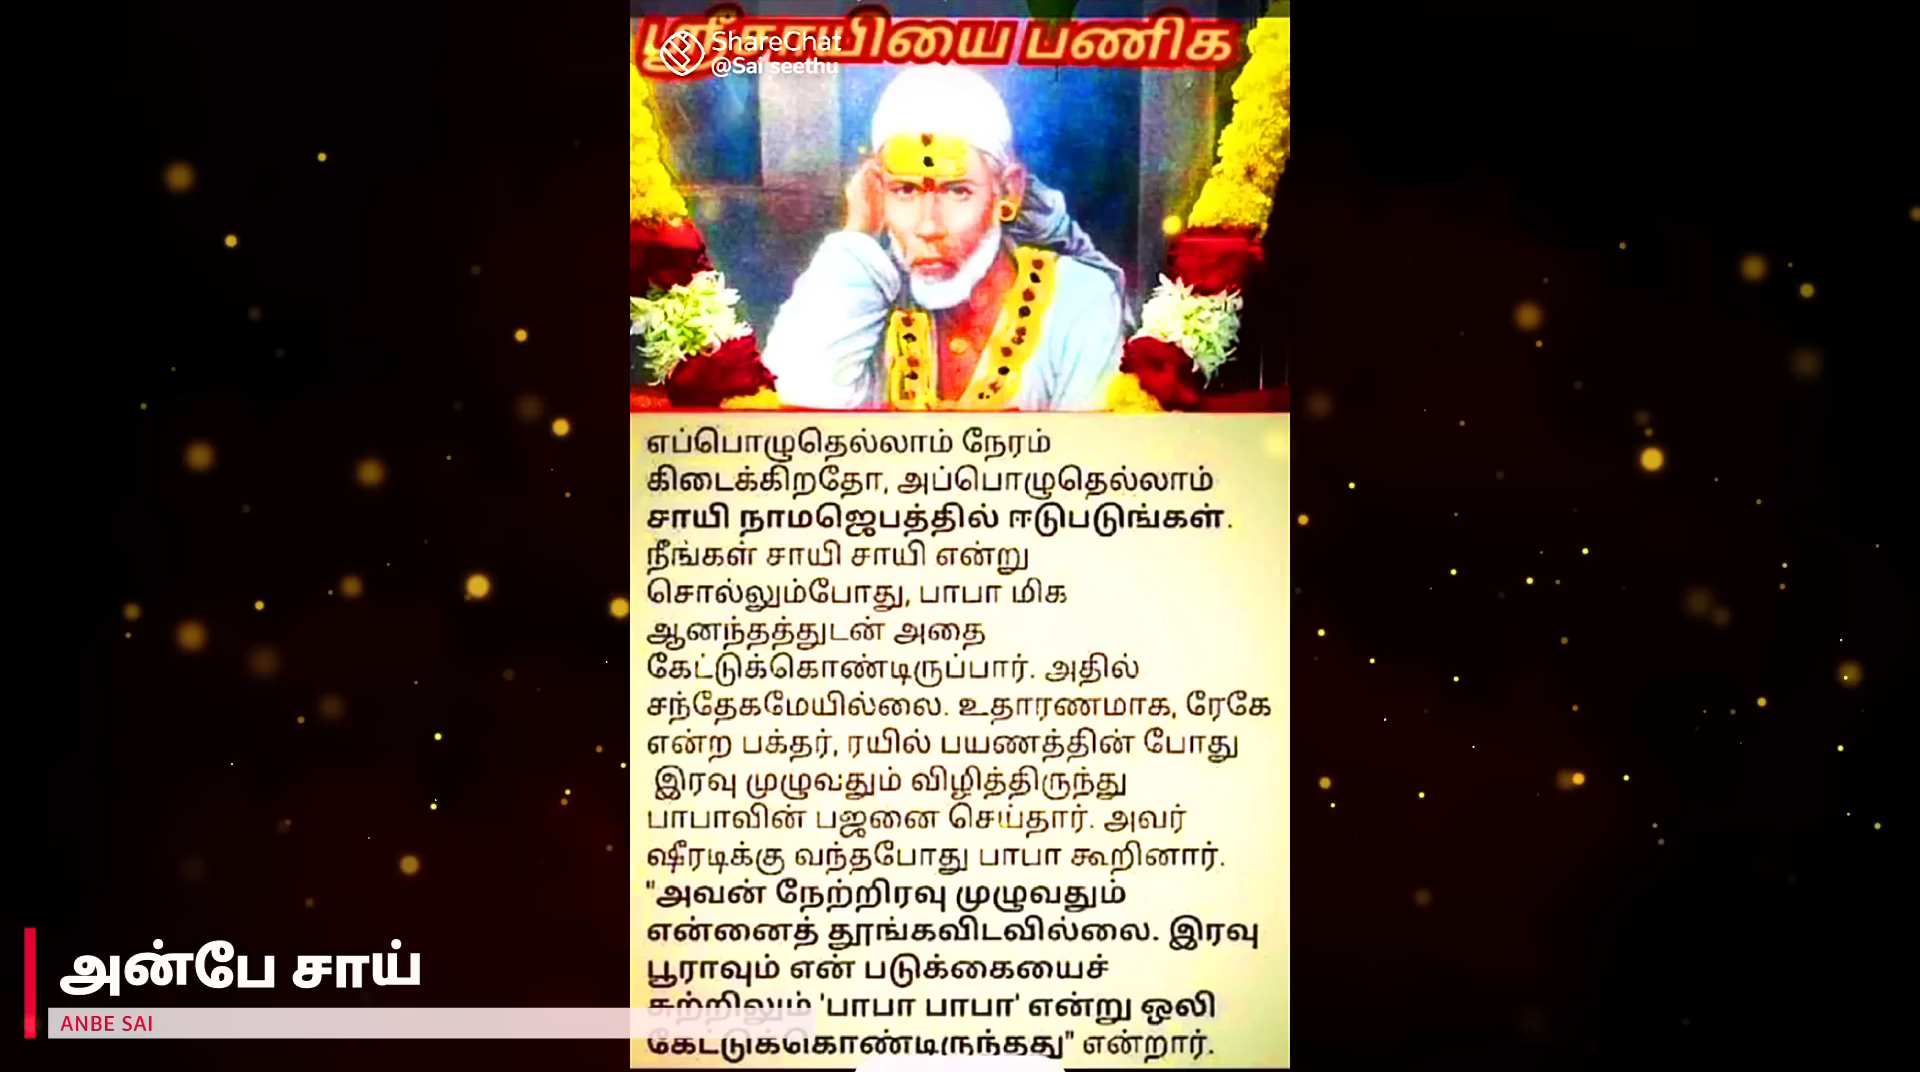 ஸ்ரீசாயியை பணிக
ShareChat
@Sai seethu
எப்பொழுதெல்லாம் நேரம்
கிடைக்கிறதோ, அப்பொழுதெல்லாம்
சாயி நாமஜெபத்தில் ஈடுபடுங்கள்.
நீங்கள் சாயி சாயி என்று
சொல்லும்போது, பாபா மிக
ஆனந்தத்துடன் அதை
கேட்டுக்கொண்டிருப்பார். அதில்
சந்தேகமேயில்லை. உதாரணமாக, ரேகே
என்ற பக்தர், ரயில் பயணத்தின் போது
இரவு முழுவதும் விழித்திருந்து
பாபாவின் பஜனை செய்தார். அவர்
ஷீரடிக்கு வந்தபோது பாபா கூறினார்.
"அவன் நேற்றிரவு முழுவதும்
என்னைத் தூங்கவிடவில்லை. இரவு
பூராவும் என் படுக்கையைச்
சுற்றிலும் 'பாபா பாபா' என்று ஒலி
கேட்டுக்கொண்டிருந்தது" என்றார்.
அன்பே சாய்
ANBE SAI